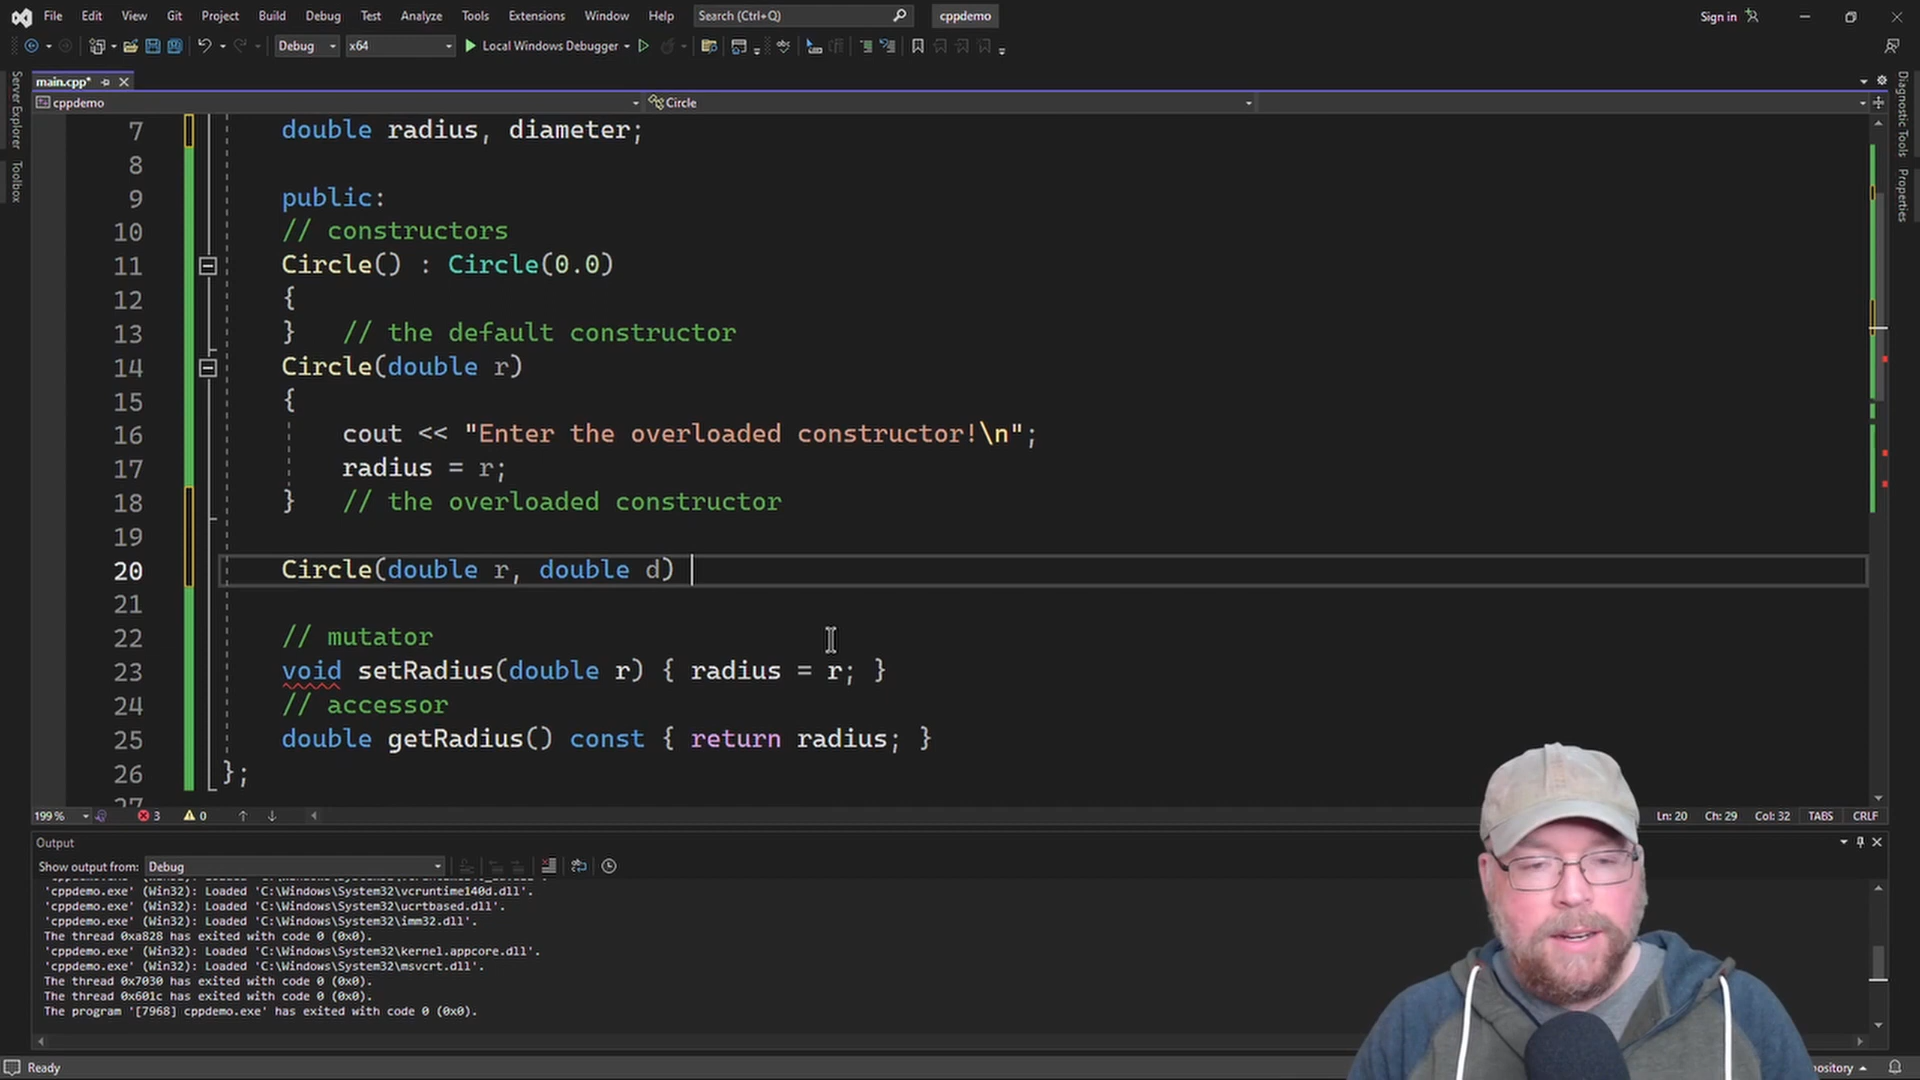 File Edit View Git Project Build Debug Test Analyze Tools Extensions Window Help Search (Ctrl+Q) cppdemo Sign in
Debug x64 Local Windows Debugger
main.cpp*
cppdemo Circle
Server Explorer
Toolbox
Diagnostic Tools
Properties
7 double radius, diameter;
8
9 public:
10 // constructors
11 Circle() : Circle(0.0)
12 {
13 } // the default constructor
14 Circle(double r)
15 {
16 cout << "Enter the overloaded constructor!\n";
17 radius = r;
18 } // the overloaded constructor
19
20 Circle(double r, double d)
21
22 // mutator
23 void setRadius(double r) { radius = r; }
24 // accessor
25 double getRadius() const { return radius; }
26 };
27
199 % 3 0 Ln: 20 Ch: 29 Col: 32 TABS CRLF
Output
Show output from: Debug
'cppdemo.exe' (Win32): Loaded 'C:\Windows\System32\vcruntime140d.dll'.
'cppdemo.exe' (Win32): Loaded 'C:\Windows\System32\ucrtbased.dll'.
'cppdemo.exe' (Win32): Loaded 'C:\Windows\System32\imm32.dll'.
The thread 0xa828 has exited with code 0 (0x0).
'cppdemo.exe' (Win32): Loaded 'C:\Windows\System32\kernel.appcore.dll'.
'cppdemo.exe' (Win32): Loaded 'C:\Windows\System32\msvcrt.dll'.
The thread 0x7030 has exited with code 0 (0x0).
The thread 0x601c has exited with code 0 (0x0).
The program '[7968] cppdemo.exe' has exited with code 0 (0x0).
Ready